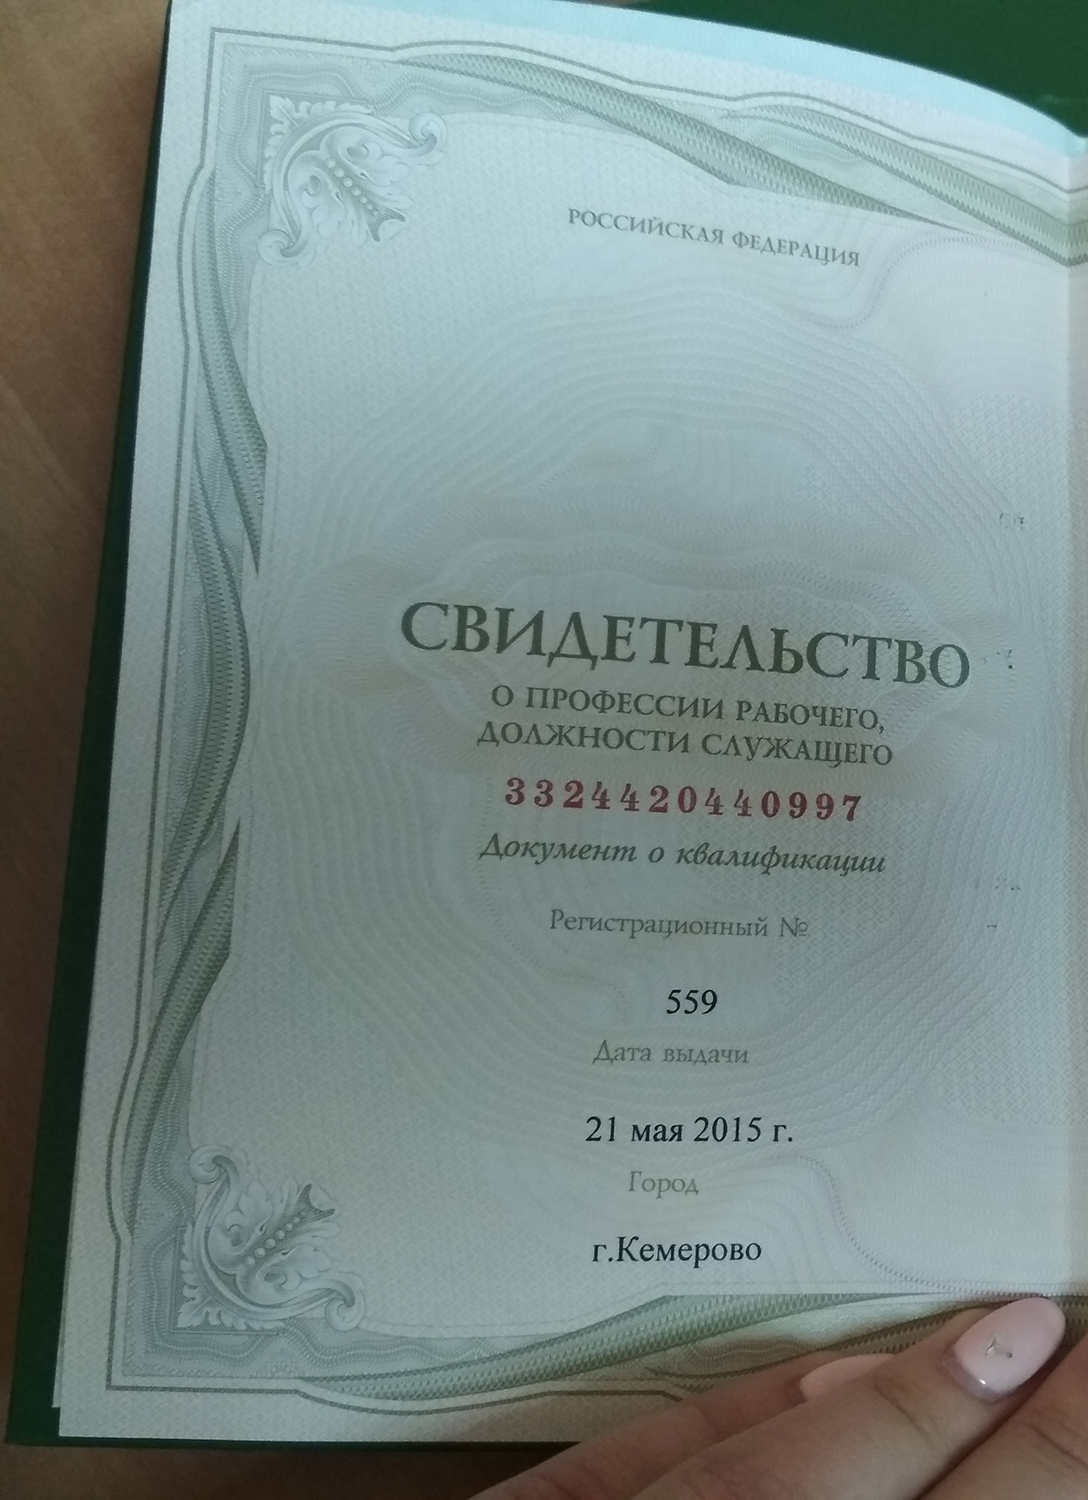 РОССИЙСКАЯ ФЕДЕРАЦИЯ
СВИДЕТЕЛЬСТВО
О ПРОФЕССИИ РАБОЧЕГО,
ДОЛЖНОСТИ СЛУЖАЩЕГО
3324420440997
Документ о квалификации
Регистрационный №
559
Дата выдачи
21 мая 2015 г.
Город
г.Кемерово